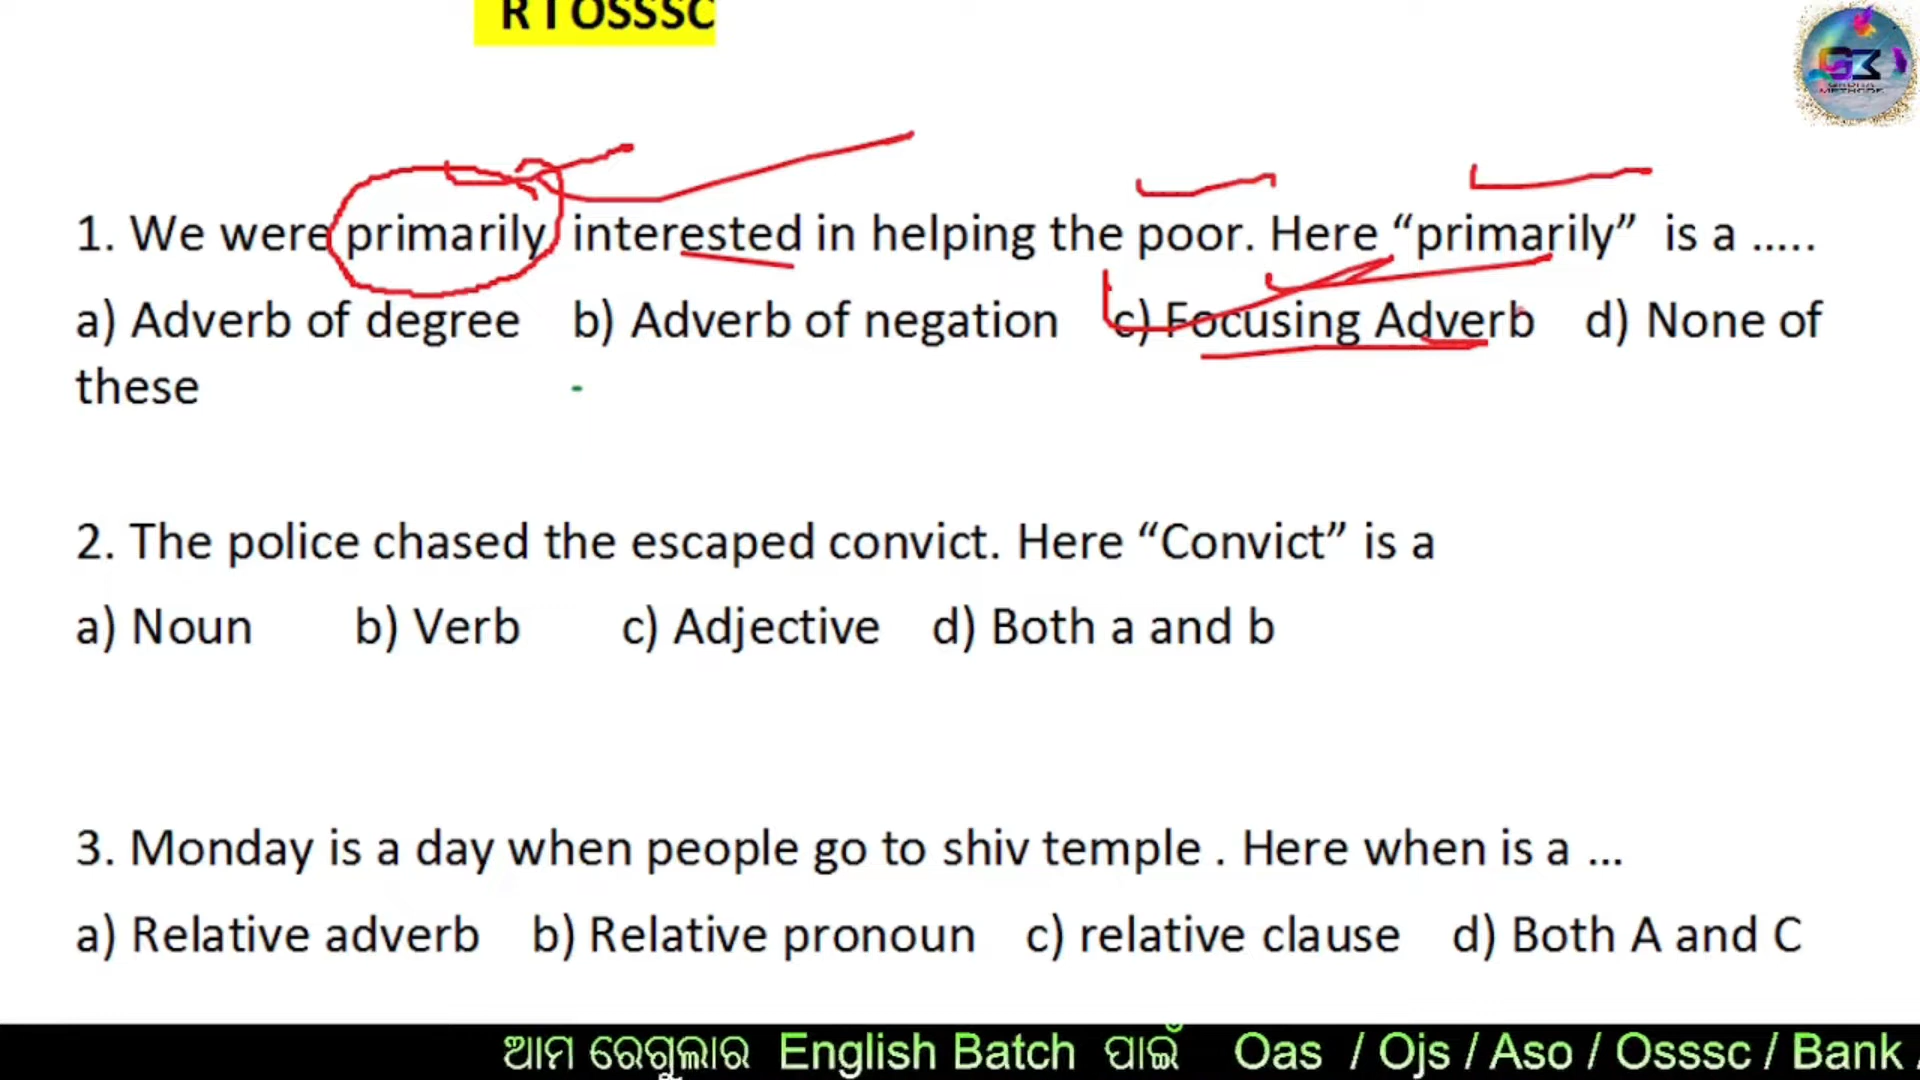 R I OSSSC
1. We were primarily interested in helping the poor. Here “primarily” is a .....
a) Adverb of degree b) Adverb of negation c) Focusing Adverb d) None of
these
2. The police chased the escaped convict. Here “Convict” is a
a) Noun b) Verb c) Adjective d) Both a and b
3. Monday is a day when people go to shiv temple . Here when is a ...
a) Relative adverb b) Relative pronoun c) relative clause d) Both A and C
ଆମ ରେଗୁଲାର English Batch ପାଇଁ Oas / Ojs / Aso / Osssc / Bank